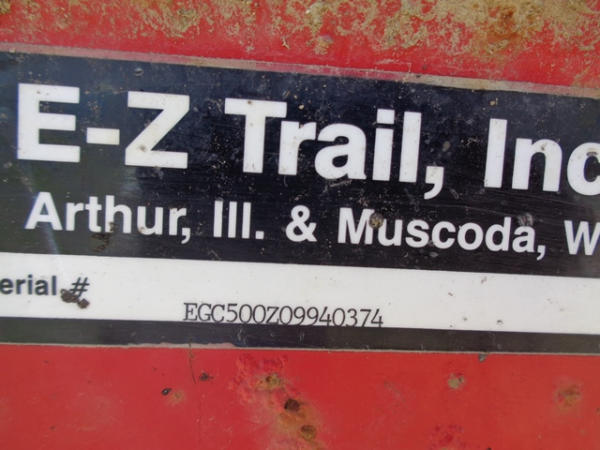 E-Z Trail, Inc
Arthur, Ill. & Muscoda, W
erial #
EGC500Z09940374